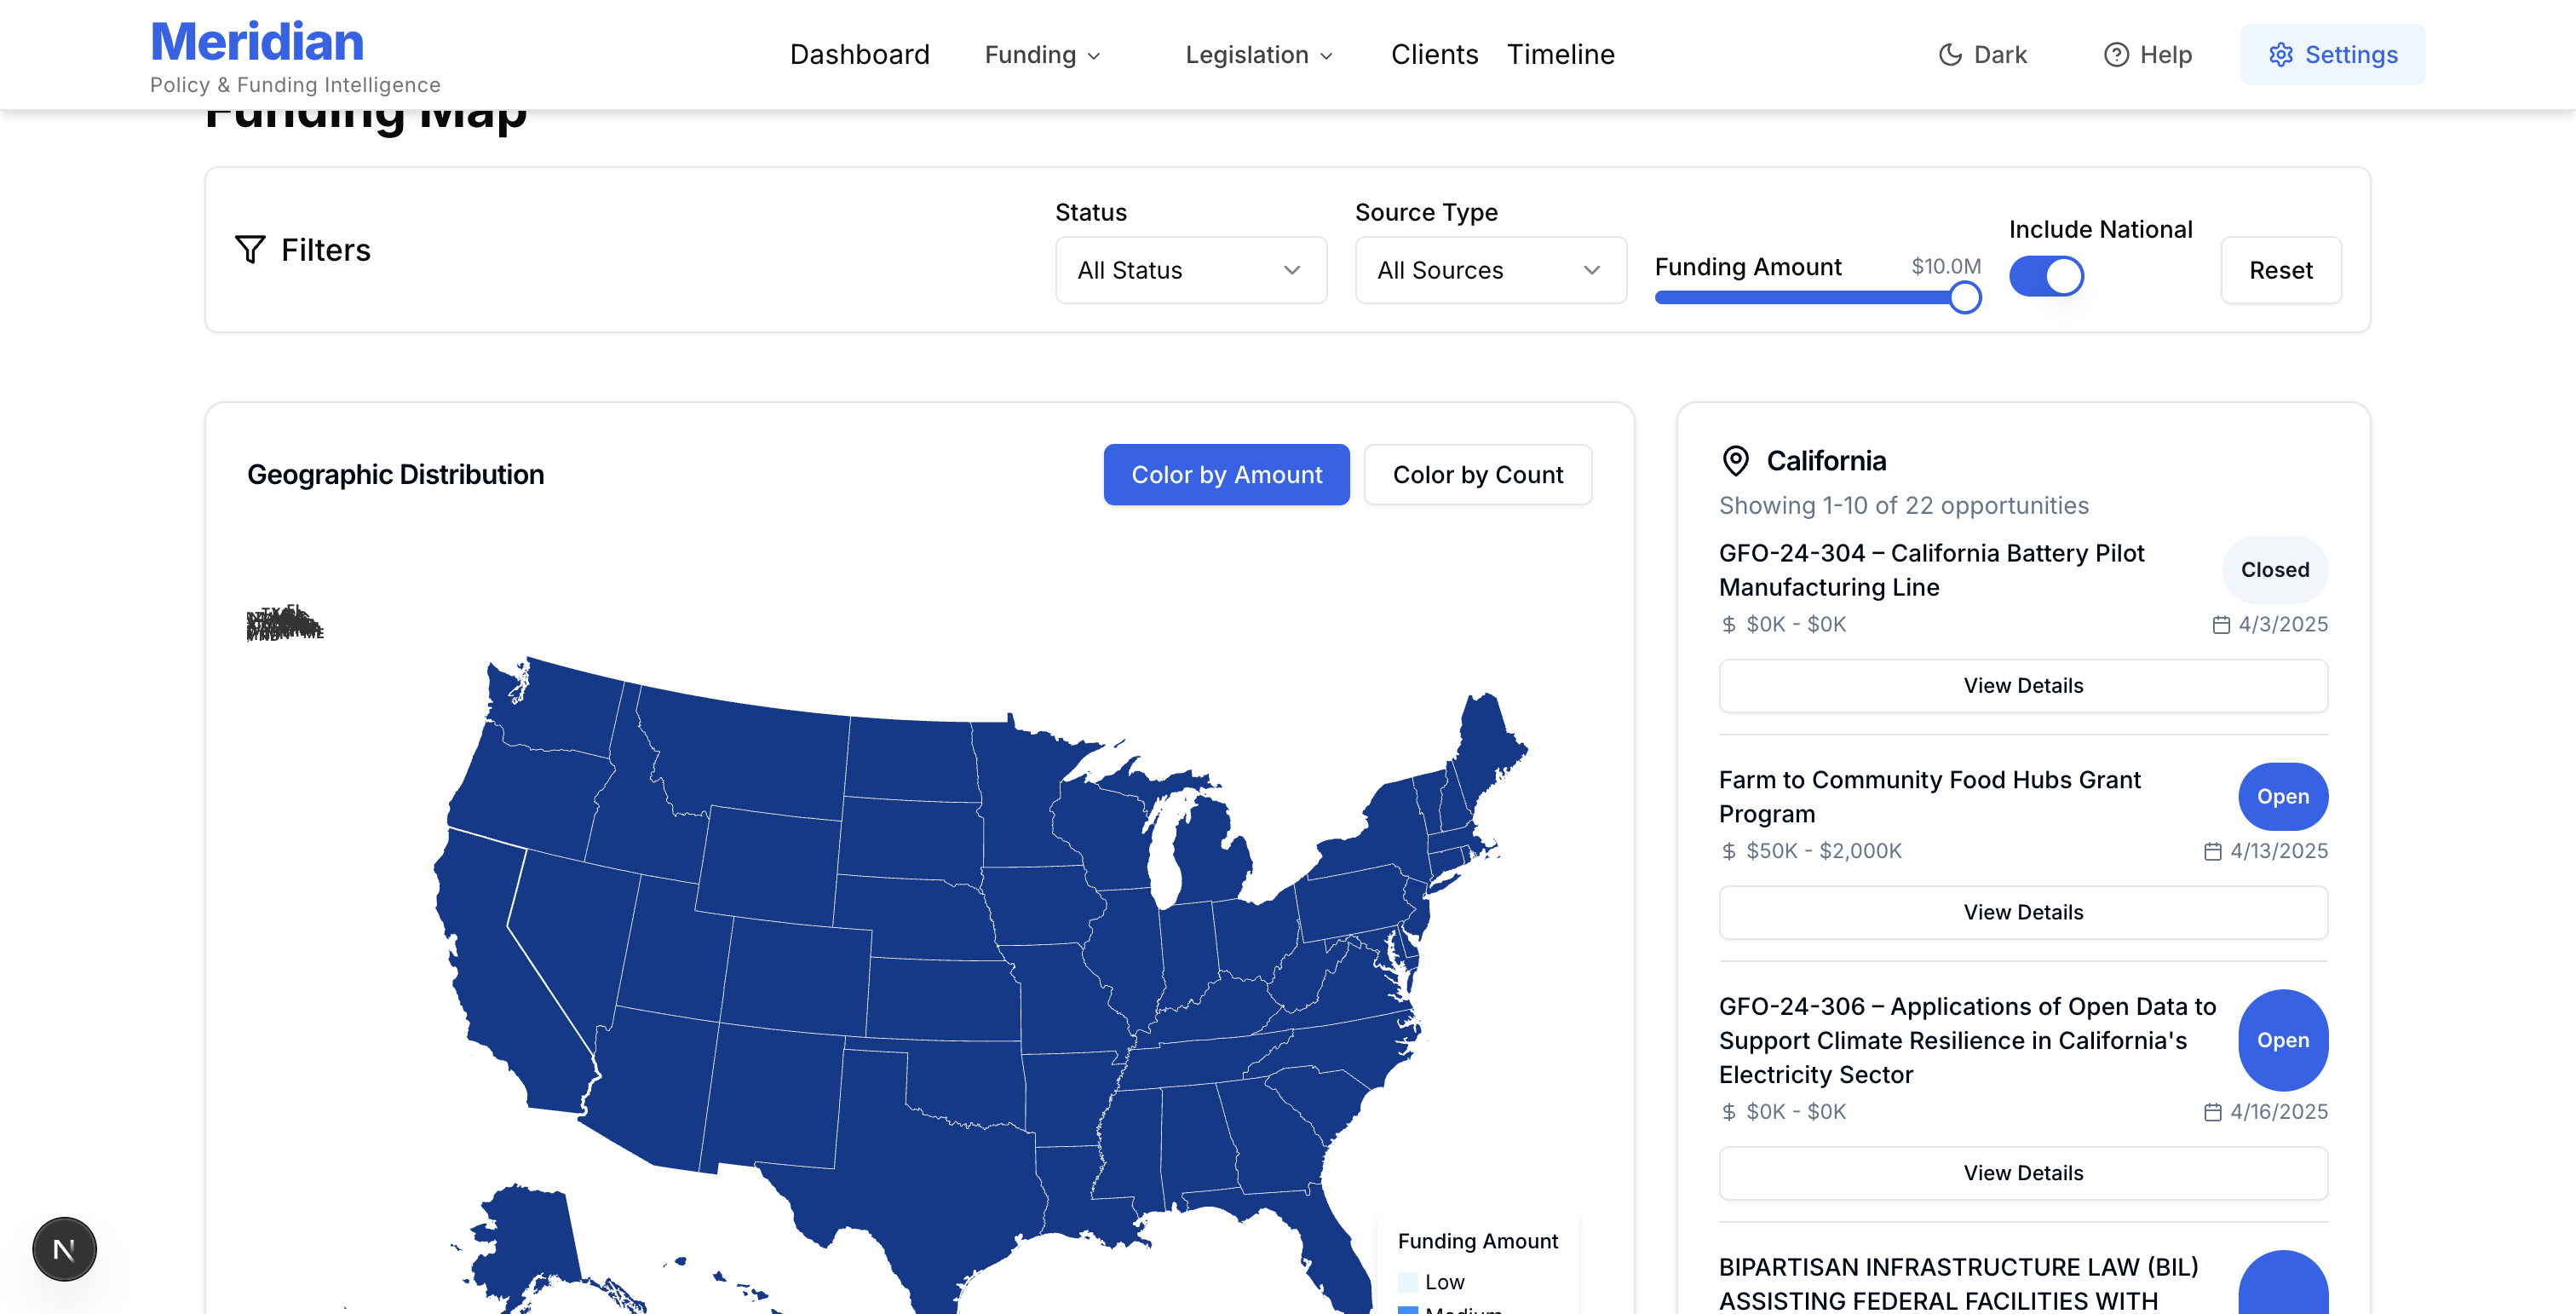 Meridian
Policy & Funding Intelligence
Dashboard
Funding
Legislation
Clients
Timeline
Dark
Help
Settings
Funding Map
Filters
Status
All Status
Source Type
All Sources
Funding Amount
$10.0M
Include National
Reset
Geographic Distribution
Color by Amount
Color by Count
ME
Funding Amount
Low
Medium
California
Showing 1-10 of 22 opportunities
GFO-24-304 – California Battery Pilot
Manufacturing Line
Closed
$0K - $0K
4/3/2025
View Details
Farm to Community Food Hubs Grant
Program
Open
$50K - $2,000K
4/13/2025
View Details
GFO-24-306 – Applications of Open Data to
Support Climate Resilience in California's
Electricity Sector
Open
$0K - $0K
4/16/2025
View Details
BIPARTISAN INFRASTRUCTURE LAW (BIL)
ASSISTING FEDERAL FACILITIES WITH
N